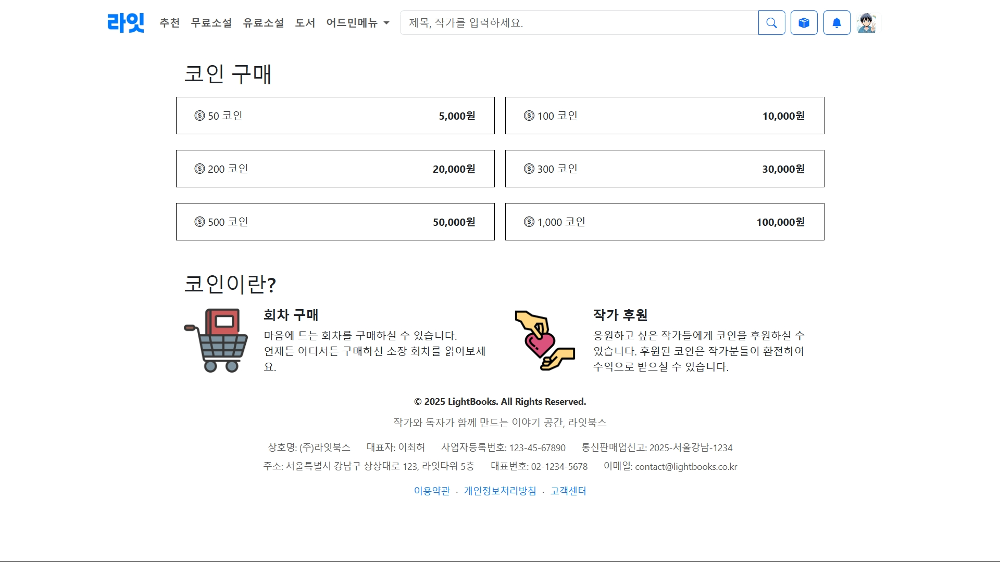 라잇 추천 무료소설 유료소설 도서 어드민메뉴 제목, 작가를 입력하세요.
코인 구매
50 코인 5,000원
100 코인 10,000원
200 코인 20,000원
300 코인 30,000원
500 코인 50,000원
1,000 코인 100,000원
코인이란?
회차 구매
마음에 드는 회차를 구매하실 수 있습니다.
언제든 어디서든 구매하신 소장 회차를 읽어보세
요.
작가 후원
응원하고 싶은 작가들에게 코인을 후원하실 수
있습니다. 후원된 코인은 작가분들이 환전하여
수익으로 받으실 수 있습니다.
© 2025 LightBooks. All Rights Reserved.
작가와 독자가 함께 만드는 이야기 공간, 라잇북스
상호명: (주)라잇북스 대표자: 이최허 사업자등록번호: 123-45-67890 통신판매업신고: 2025-서울강남-1234
주소: 서울특별시 강남구 상상대로 123, 라잇타워 5층 대표번호: 02-1234-5678 이메일: contact@lightbooks.co.kr
이용약관 · 개인정보처리방침 · 고객센터